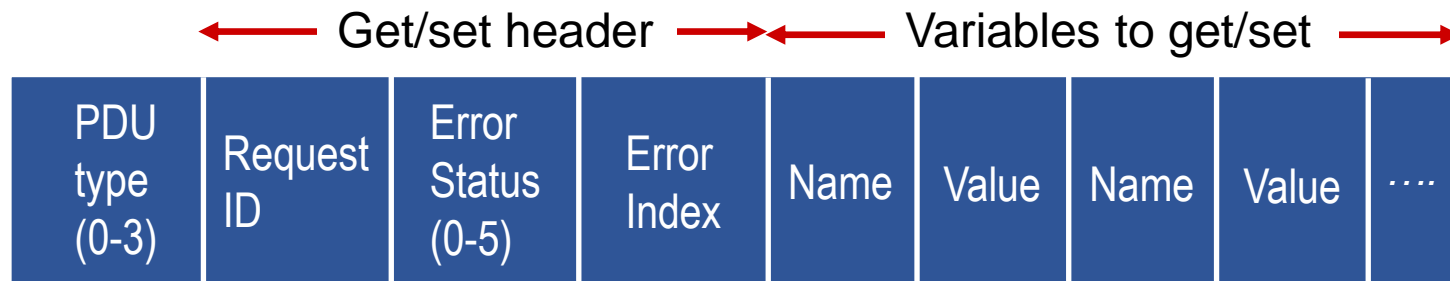 Get/set header Variables to get/set
PDU
type
(0-3)
Request
ID
Error
Status
(0-5)
Error
Index
Name
Value
Name
Value
....